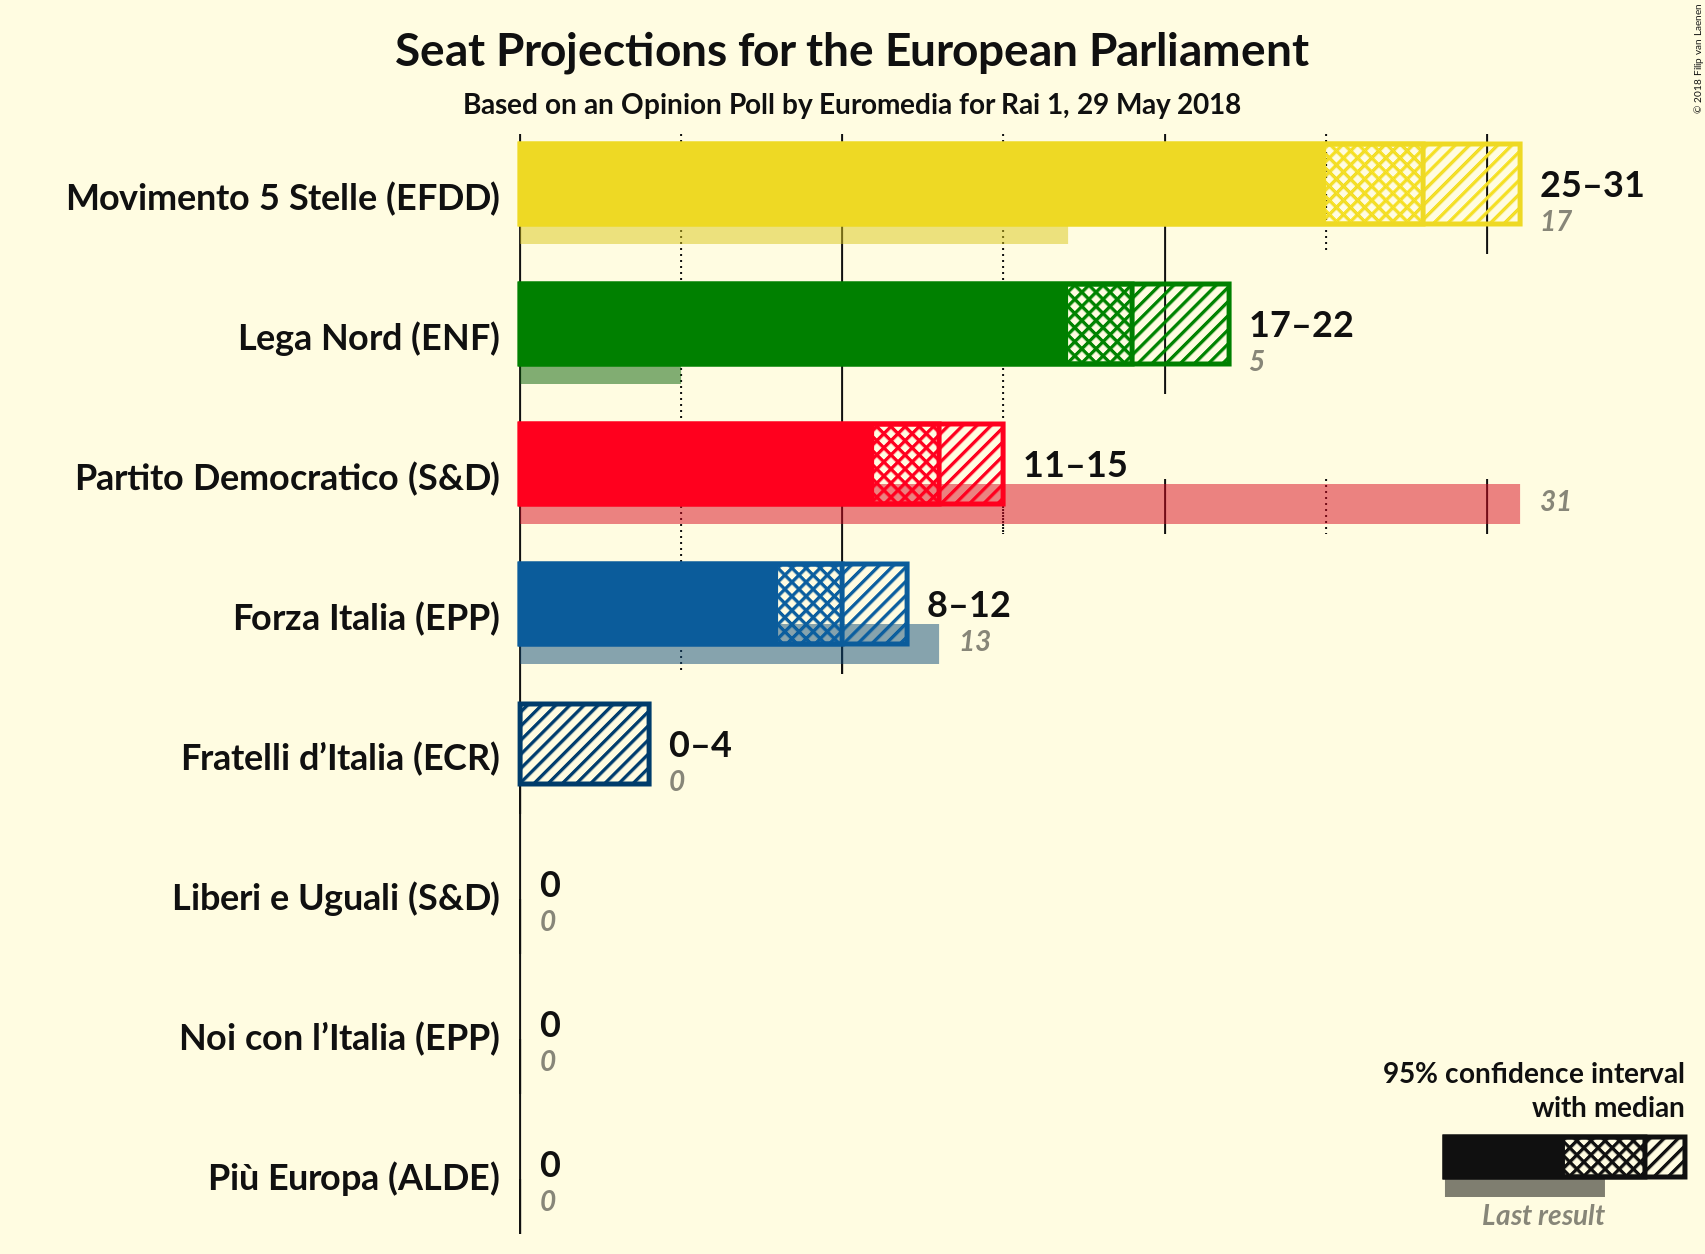 Seat Projections for the European Parliament
Based on an Opinion Poll by Euromedia for Rai 1, 29 May 2018
© 2018 Filip van Laenen
Movimento 5 Stelle (EFDD)
25–31
17
Lega Nord (ENF)
17–22
5
Partito Democratico (S&D)
11–15
31
Forza Italia (EPP)
8–12
13
Fratelli d’Italia (ECR)
0–4
0
Liberi e Uguali (S&D)
0
0
Noi con l’Italia (EPP)
0
0
Più Europa (ALDE)
0
0
95% confidence interval
with median
Last result